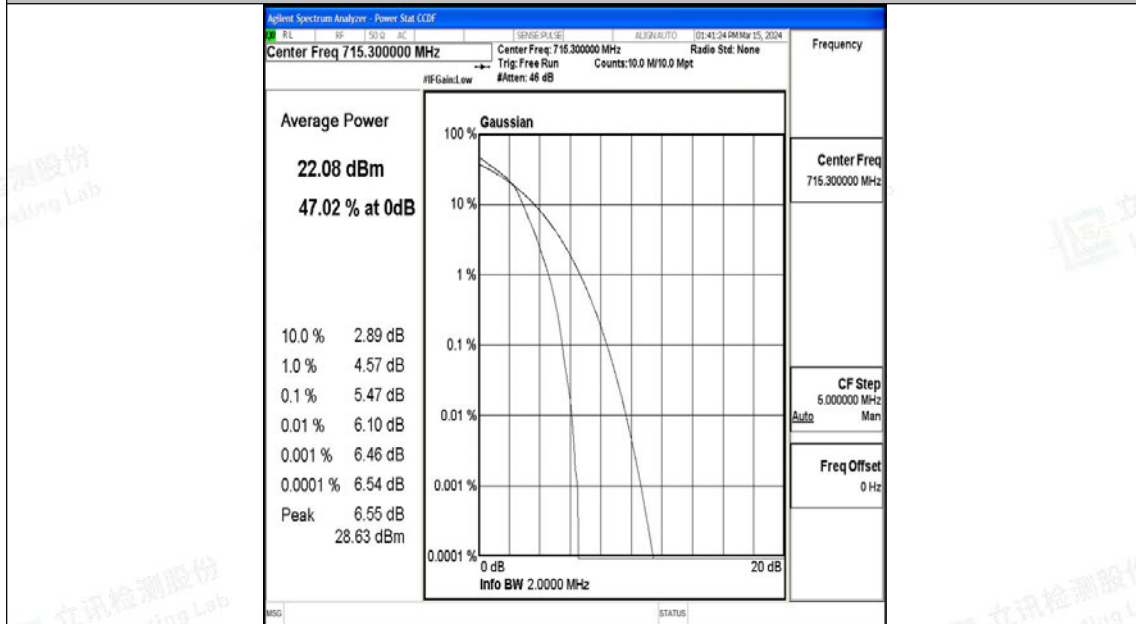 Agilent Spectrum Analyzer - Power Stat CCDF
RL RF 50 Ω AC SENSE:PULSE ALIGNAUTO 01:41:24 PM Mar 15, 2024
Center Freq 715.300000 MHz
Center Freq: 715.300000 MHz Radio Std: None
Trig: Free Run Counts:10.0 M/10.0 Mpt
#IFGain:Low #Atten: 46 dB
Frequency
Average Power
22.08 dBm
47.02 % at 0dB
10.0 % 2.89 dB
1.0 % 4.57 dB
0.1 % 5.47 dB
0.01 % 6.10 dB
0.001 % 6.46 dB
0.0001 % 6.54 dB
Peak 6.55 dB
28.63 dBm
Gaussian
100 %
10 %
1 %
0.1 %
0.01 %
0.001 %
0.0001 %
0 dB 20 dB
Info BW 2.0000 MHz
Center Freq
715.300000 MHz
CF Step
5.000000 MHz
Auto Man
Freq Offset
0 Hz
MSG STATUS
立讯检测股份